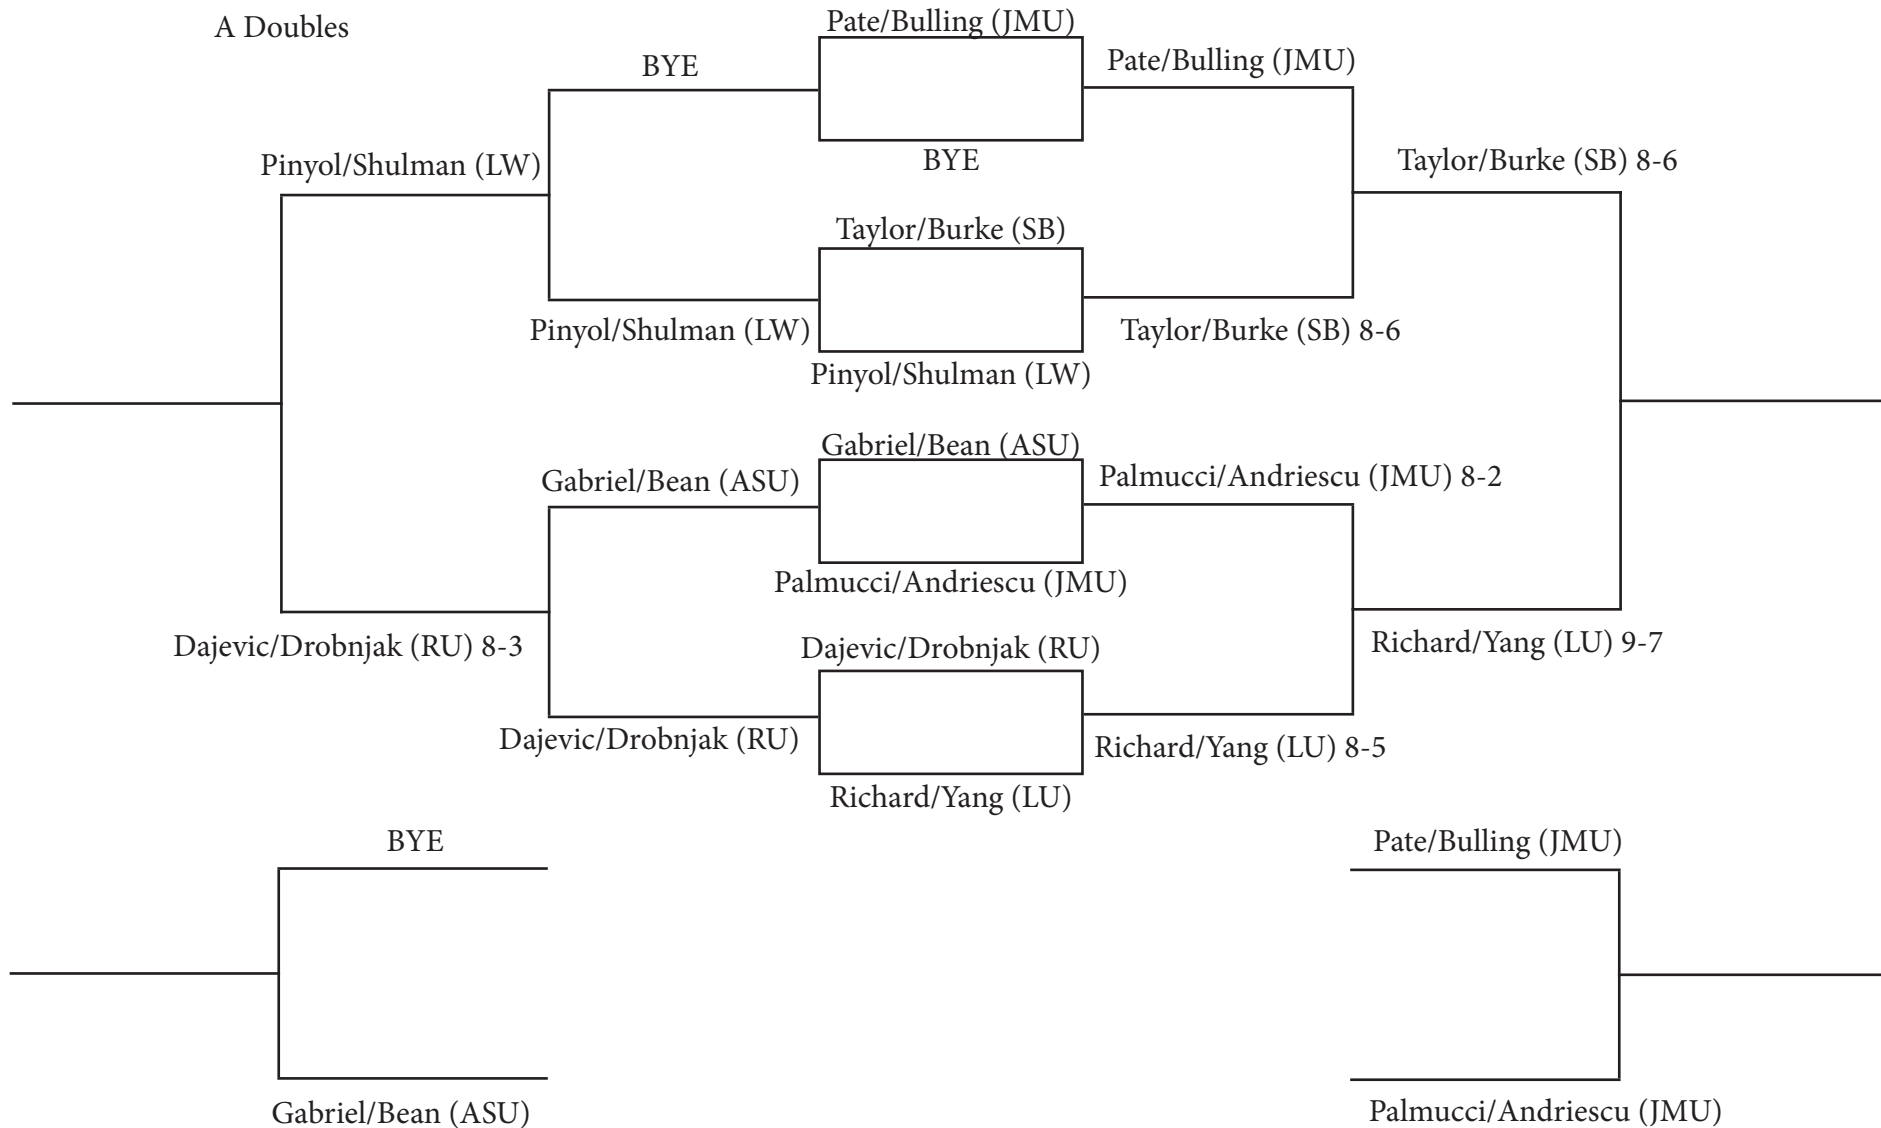 A Doubles
Pate/Bulling (JMU)
BYE
Pate/Bulling (JMU)
Pinyol/Shulman (LW)
BYE
Taylor/Burke (SB) 8-6
Taylor/Burke (SB)
Pinyol/Shulman (LW)
Taylor/Burke (SB) 8-6
Pinyol/Shulman (LW)
Gabriel/Bean (ASU)
Gabriel/Bean (ASU)
Palmucci/Andriescu (JMU) 8-2
Palmucci/Andriescu (JMU)
Dajevic/Drobnjak (RU) 8-3
Dajevic/Drobnjak (RU)
Richard/Yang (LU) 9-7
Dajevic/Drobnjak (RU)
Richard/Yang (LU) 8-5
Richard/Yang (LU)
BYE
Pate/Bulling (JMU)
Gabriel/Bean (ASU)
Palmucci/Andriescu (JMU)